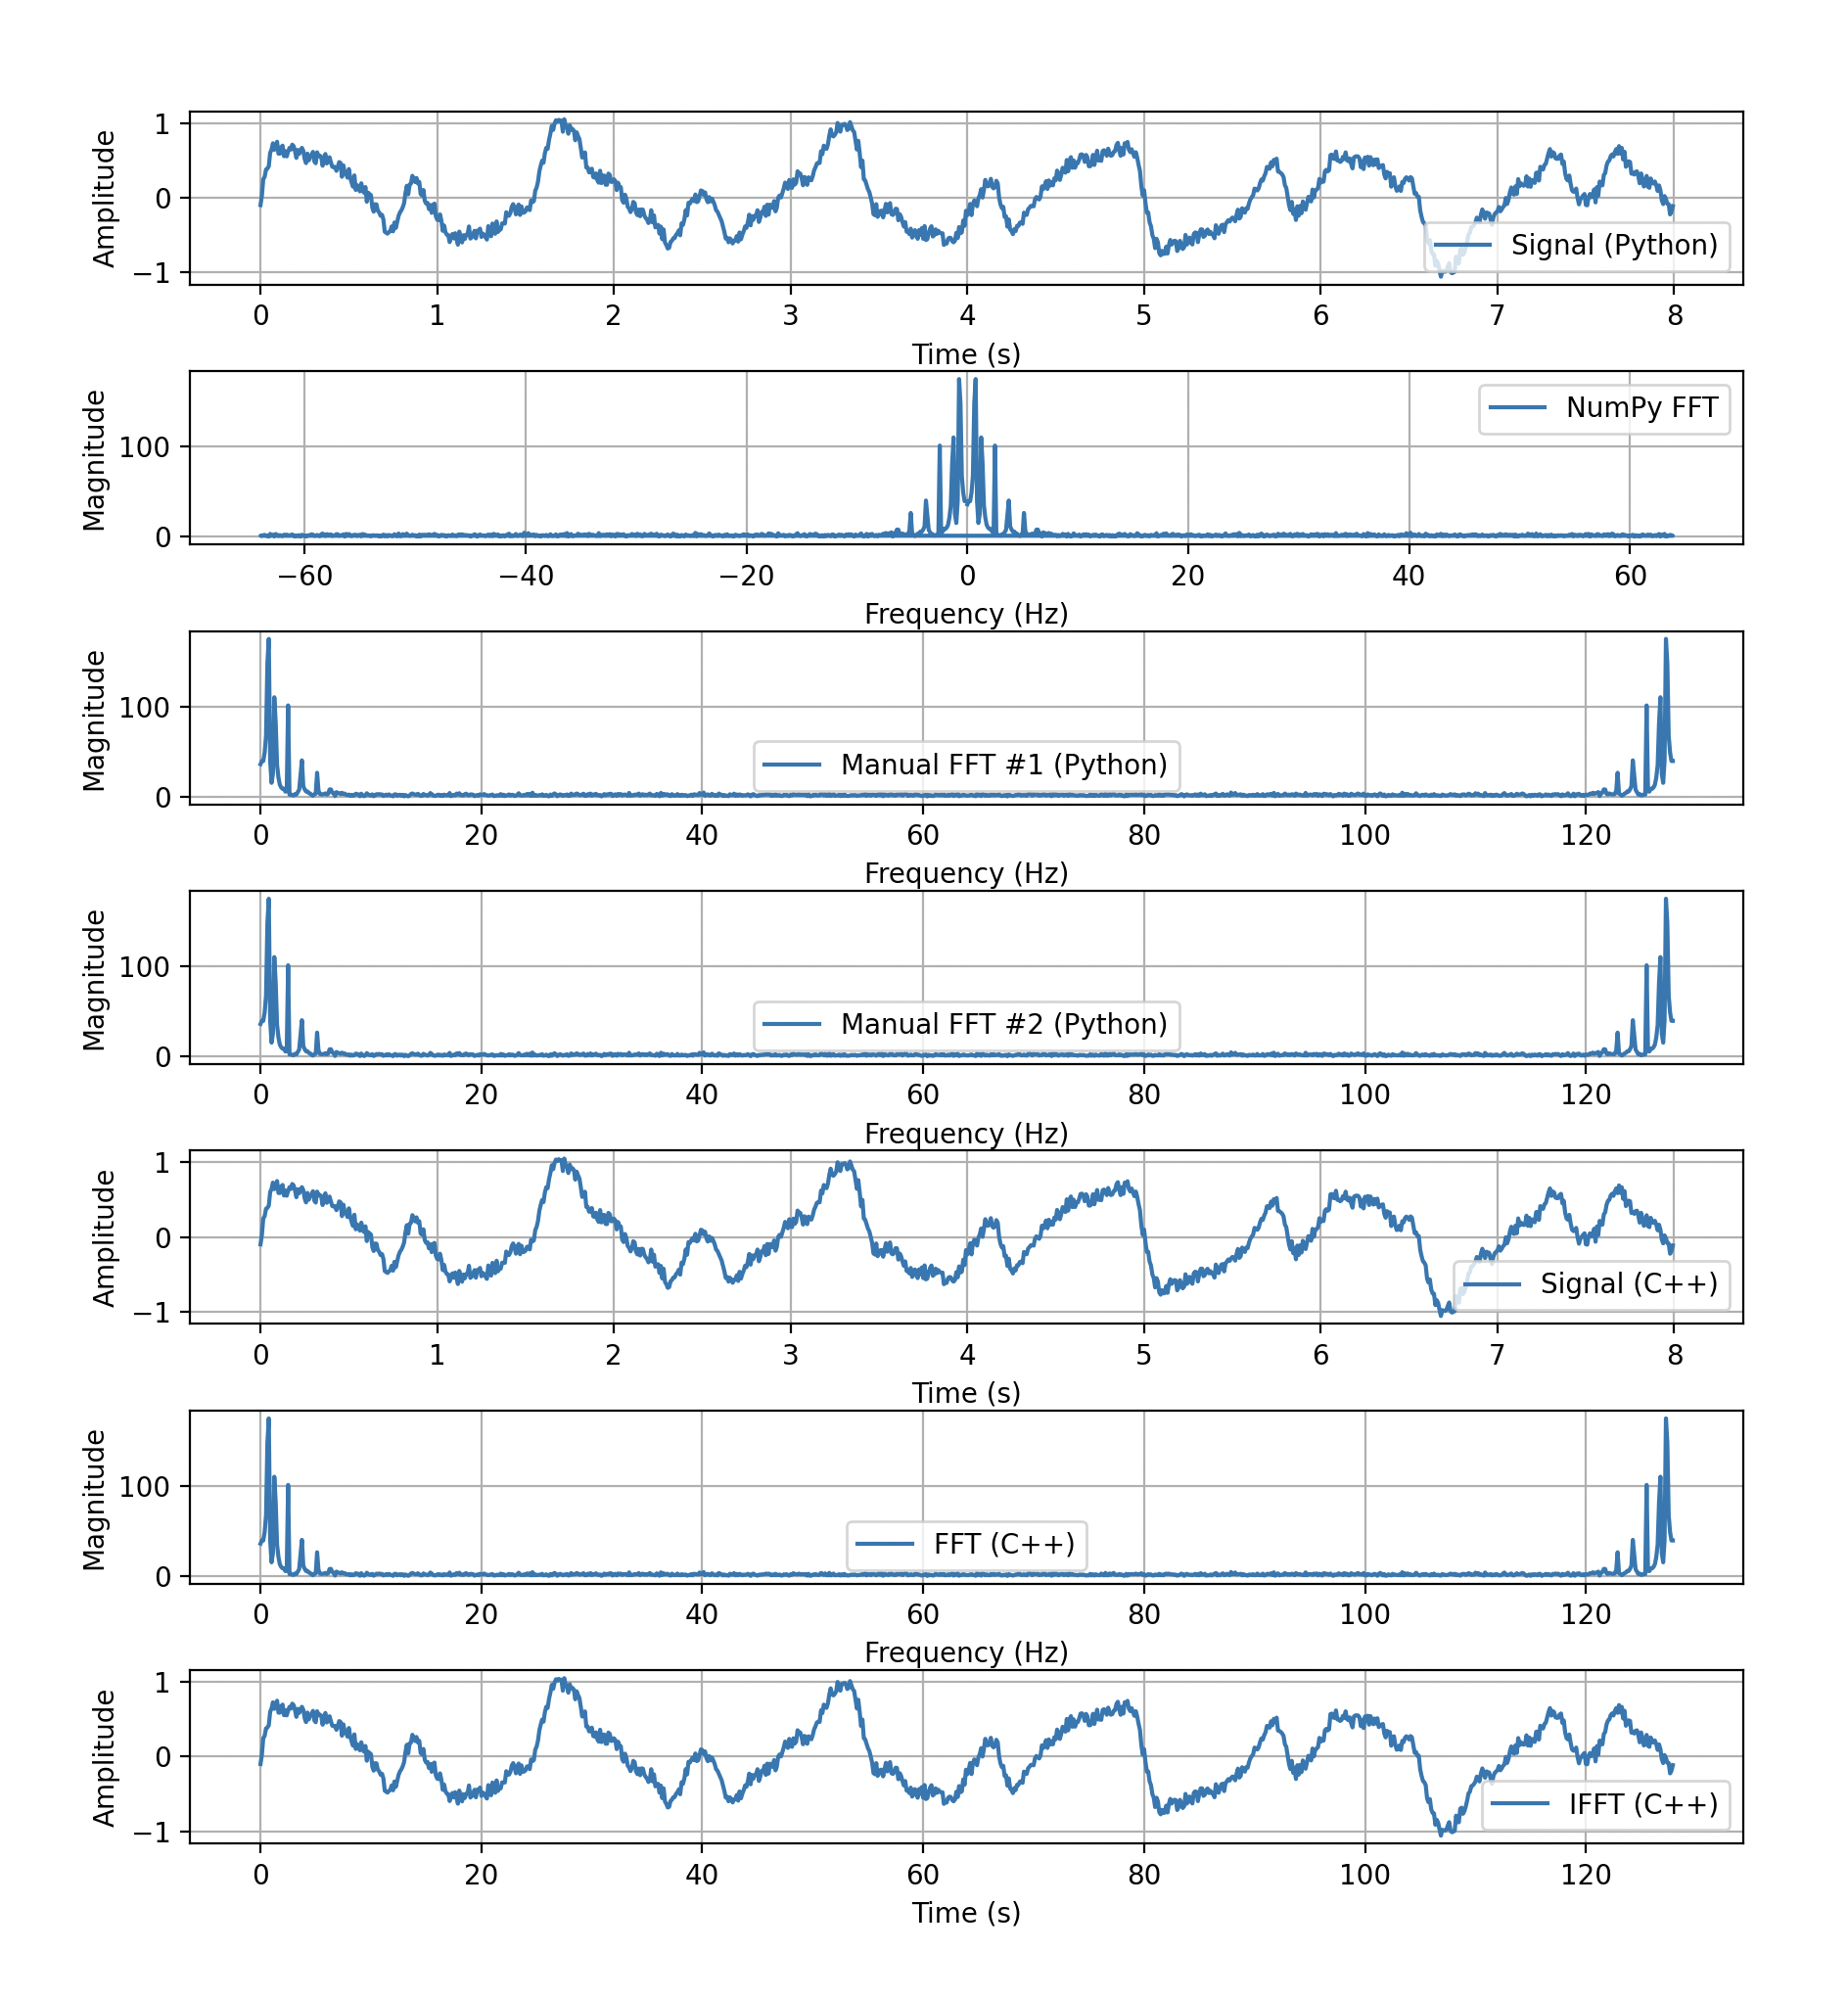 1
0
−1
Amplitude
Signal (Python)
0 1 2 3 4 5 6 7 8
Time (s)
100
0
Magnitude
NumPy FFT
−60 −40 −20 0 20 40 60
Frequency (Hz)
100
0
Magnitude
Manual FFT #1 (Python)
0 20 40 60 80 100 120
Frequency (Hz)
100
0
Magnitude
Manual FFT #2 (Python)
0 20 40 60 80 100 120
Frequency (Hz)
1
0
−1
Amplitude
Signal (C++)
0 1 2 3 4 5 6 7 8
Time (s)
100
0
Magnitude
FFT (C++)
0 20 40 60 80 100 120
Frequency (Hz)
1
0
−1
Amplitude
IFFT (C++)
0 20 40 60 80 100 120
Time (s)